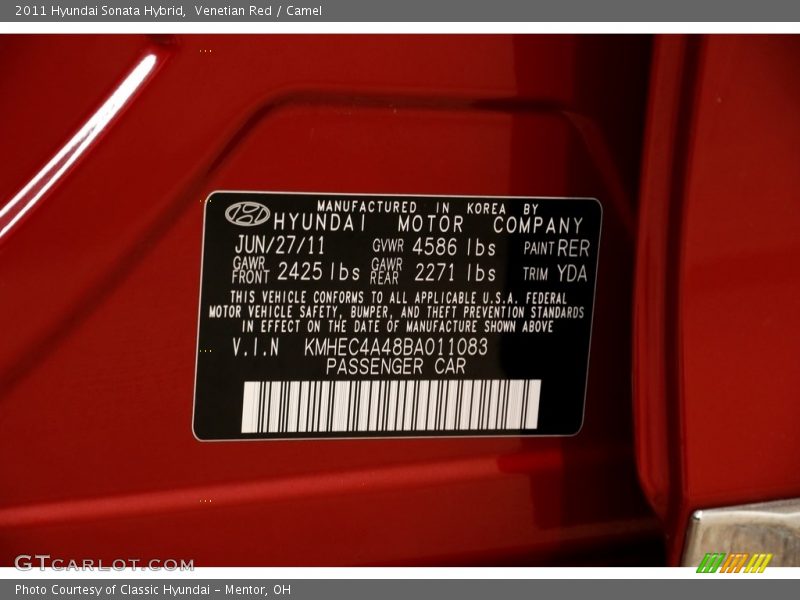 2011 Hyundai Sonata Hybrid,  Venetian Red / Camel
MANUFACTURED IN KOREA BY
HYUNDAI MOTOR COMPANY
JUN/27/11 GVWR 4586 lbs PAINT RER
GAWR FRONT 2425 lbs GAWR REAR 2271 lbs TRIM YDA
THIS VEHICLE CONFORMS TO ALL APPLICABLE U.S.A. FEDERAL
MOTOR VEHICLE SAFETY, BUMPER, AND THEFT PREVENTION STANDARDS
IN EFFECT ON THE DATE OF MANUFACTURE SHOWN ABOVE
V.I.N KMHEC4A48BA011083
PASSENGER CAR
GTCARLOT.COM
Photo Courtesy of Classic Hyundai - Mentor, OH